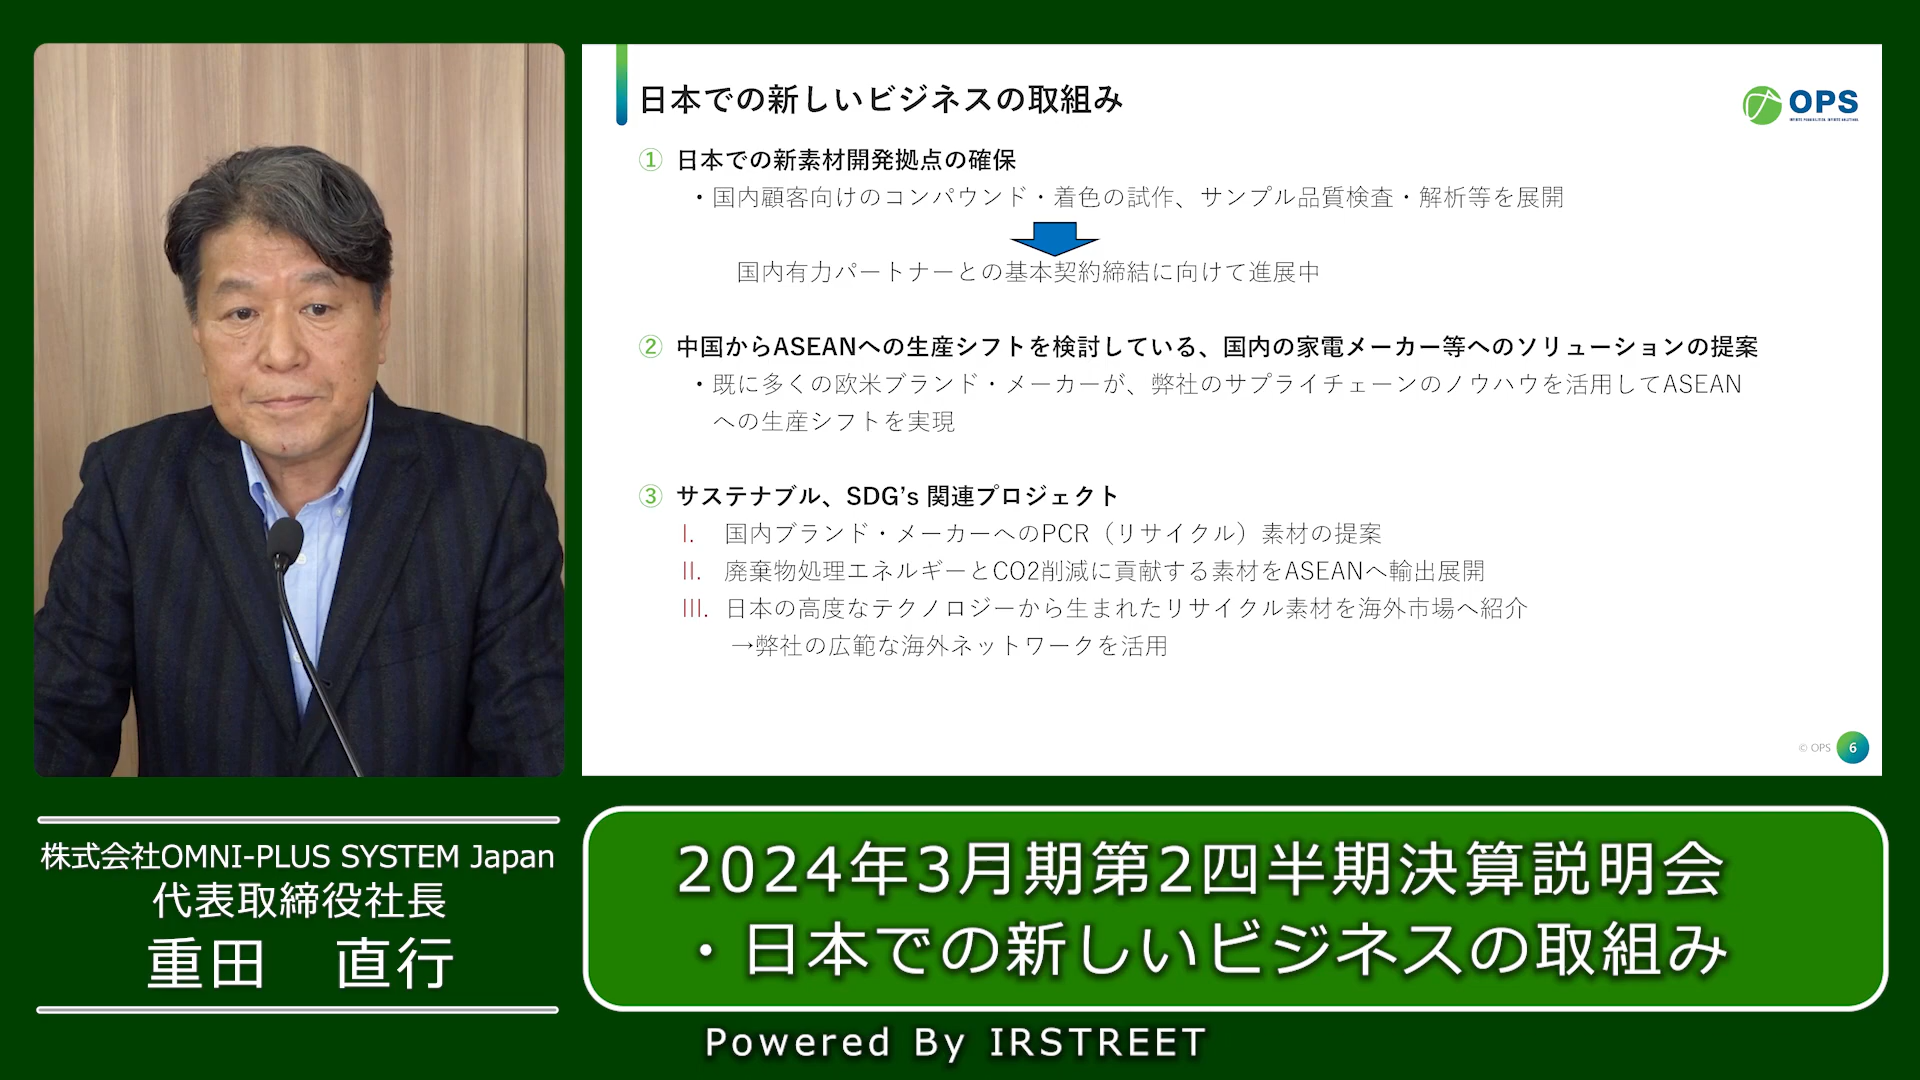 日本での新しいビジネスの取組み
OPS
① 日本での新素材開発拠点の確保
・国内顧客向けのコンパウンド・着色の試作、サンプル品質検査・解析等を展開
国内有力パートナーとの基本契約締結に向けて進展中
② 中国からASEANへの生産シフトを検討している、国内の家電メーカー等へのソリューションの提案
・既に多くの欧米ブランド・メーカーが、弊社のサプライチェーンのノウハウを活用してASEAN
への生産シフトを実現
③ サステナブル、SDG’s 関連プロジェクト
I. 国内ブランド・メーカーへのPCR（リサイクル）素材の提案
II. 廃棄物処理エネルギーとCO2削減に貢献する素材をASEANへ輸出展開
III. 日本の高度なテクノロジーから生まれたリサイクル素材を海外市場へ紹介
→弊社の広範な海外ネットワークを活用
© OPS 6
株式会社OMNI-PLUS SYSTEM Japan
代表取締役社長
重田　直行
2024年3月期第2四半期決算説明会
・日本での新しいビジネスの取組み
Powered By IRSTREET